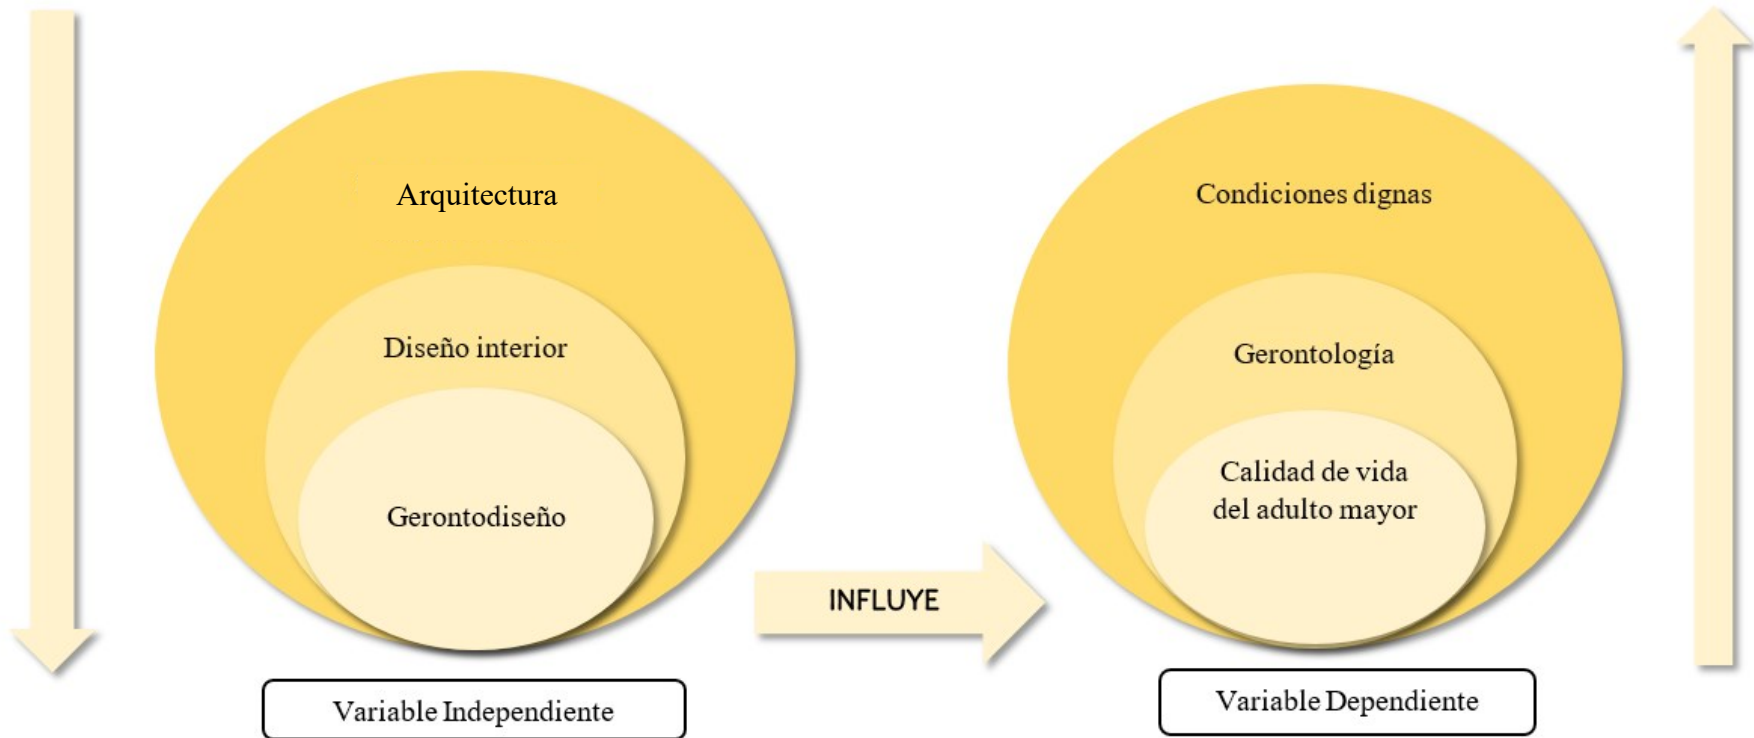 Arquitectura
Diseño interior
Gerontodiseño
Variable Independiente
INFLUYE
Condiciones dignas
Gerontología
Calidad de vida
del adulto mayor
Variable Dependiente